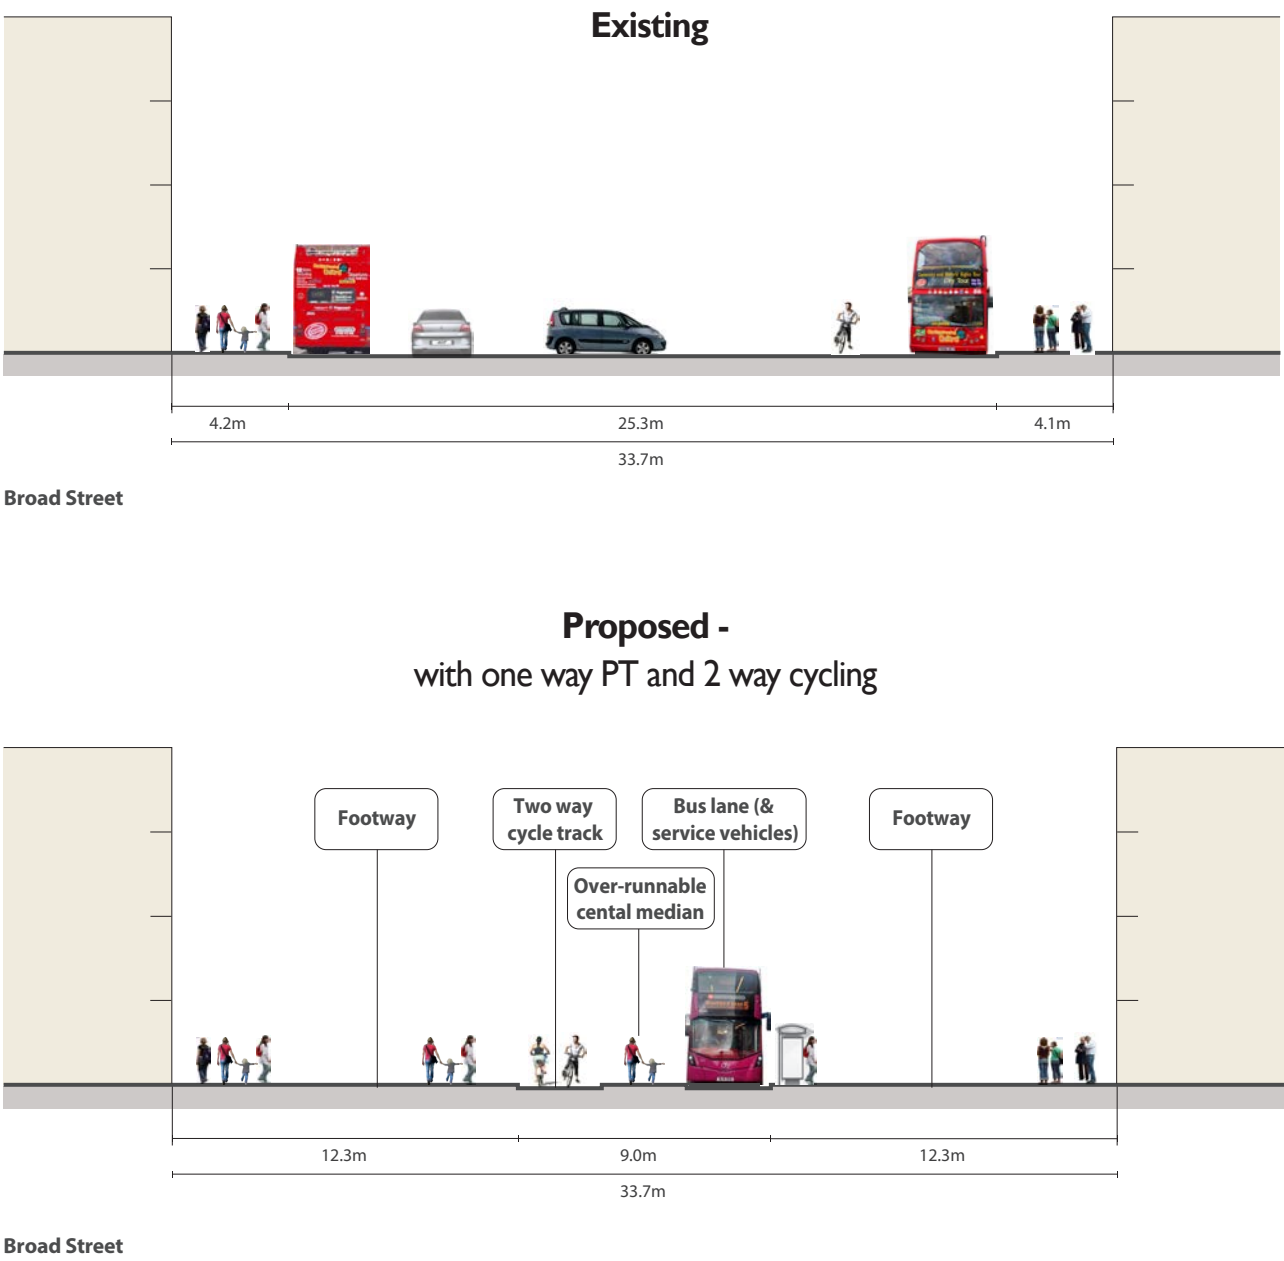 Existing
4.2m
25.3m
4.1m
33.7m
Broad Street
Proposed -
with one way PT and 2 way cycling
Footway
Two way
cycle track
Bus lane (&
service vehicles)
Footway
Over-runnable
cental median
12.3m
9.0m
12.3m
33.7m
Broad Street